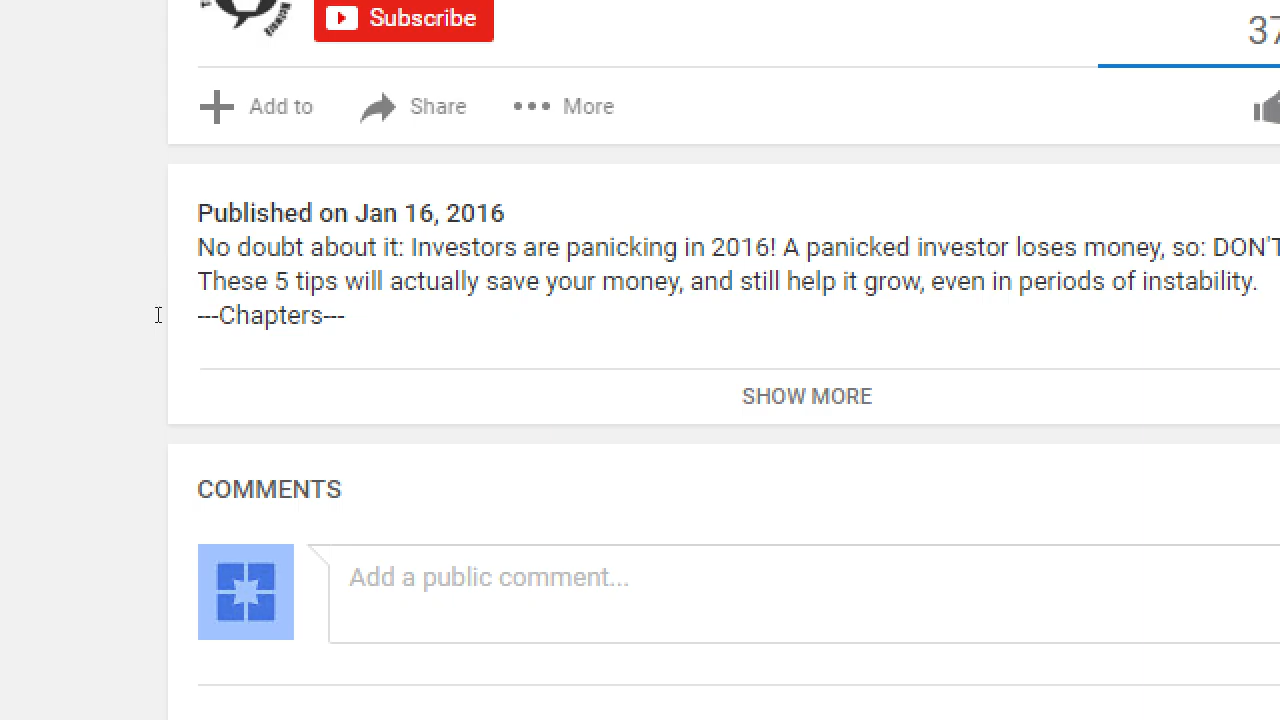 Subscribe
37
Add to
Share
More
Published on Jan 16, 2016
No doubt about it: Investors are panicking in 2016! A panicked investor loses money, so: DON'T
These 5 tips will actually save your money, and still help it grow, even in periods of instability.
---Chapters---
SHOW MORE
COMMENTS
Add a public comment...